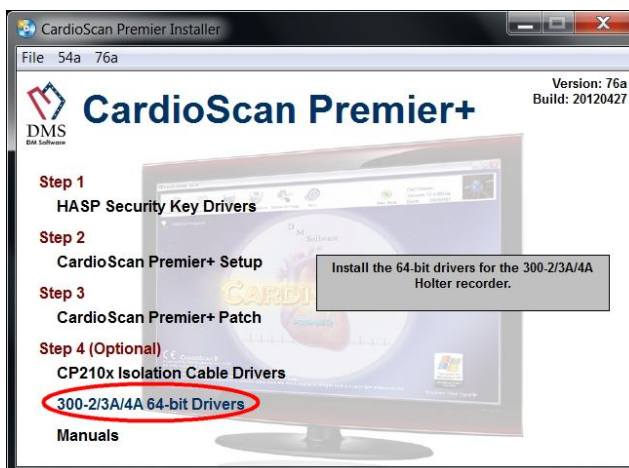 CardioScan Premier Installer
File 54a 76a
Version: 76a
Build: 20120427
DMS
DM Software
CardioScan Premier+
Step 1
HASP Security Key Drivers
Step 2
CardioScan Premier+ Setup
Install the 64-bit drivers for the 300-2/3A/4A
Holter recorder.
Step 3
CardioScan Premier+ Patch
Step 4 (Optional)
CP210x Isolation Cable Drivers
300-2/3A/4A 64-bit Drivers
Manuals